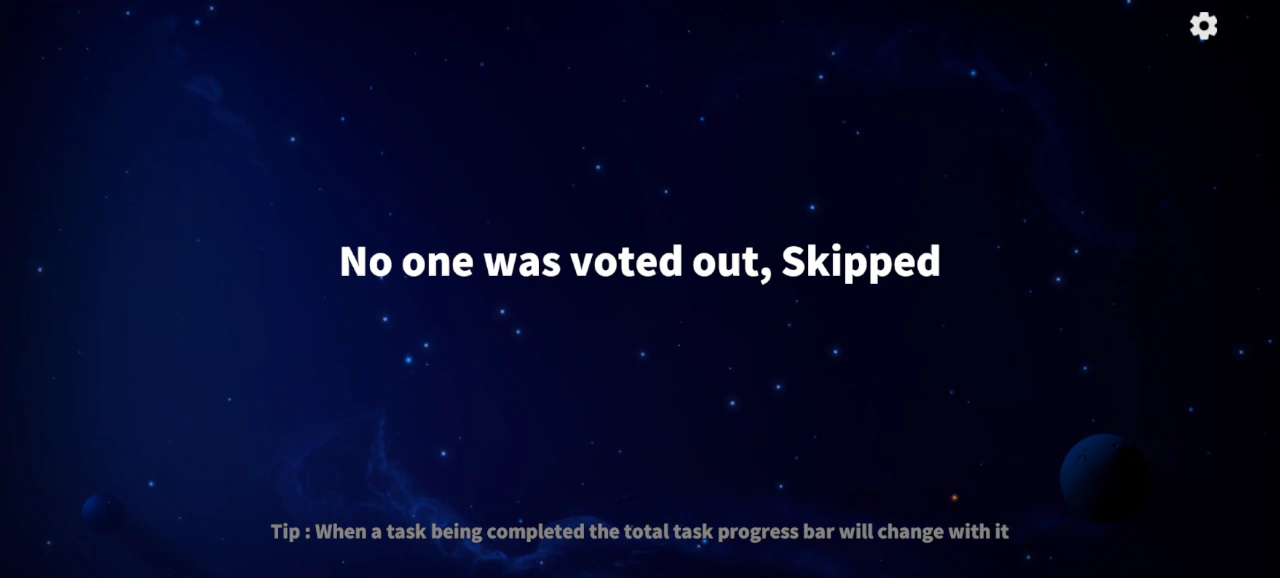 No one was voted out, Skipped
Tip : When a task being completed the total task progress bar will change with it